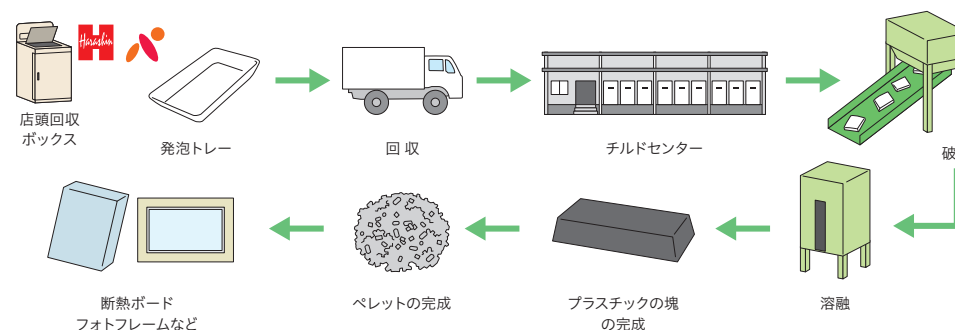 Harashin
店頭回収
ボックス
発泡トレー
回 収
チルドセンター
破
溶融
プラスチックの塊
の完成
ペレットの完成
断熱ボード
フォトフレームなど